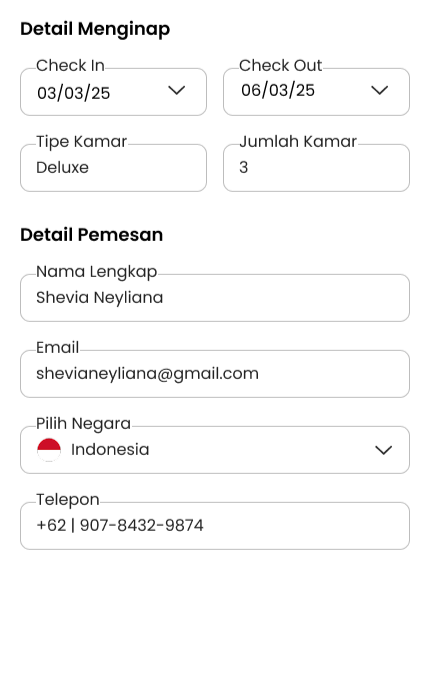 Detail Menginap
Check In
03/03/25
Check Out
06/03/25
Tipe Kamar
Deluxe
Jumlah Kamar
3
Detail Pemesan
Nama Lengkap
Shevia Neyliana
Email
shevianeyliana@gmail.com
Pilih Negara
Indonesia
Telepon
+62 | 907-8432-9874